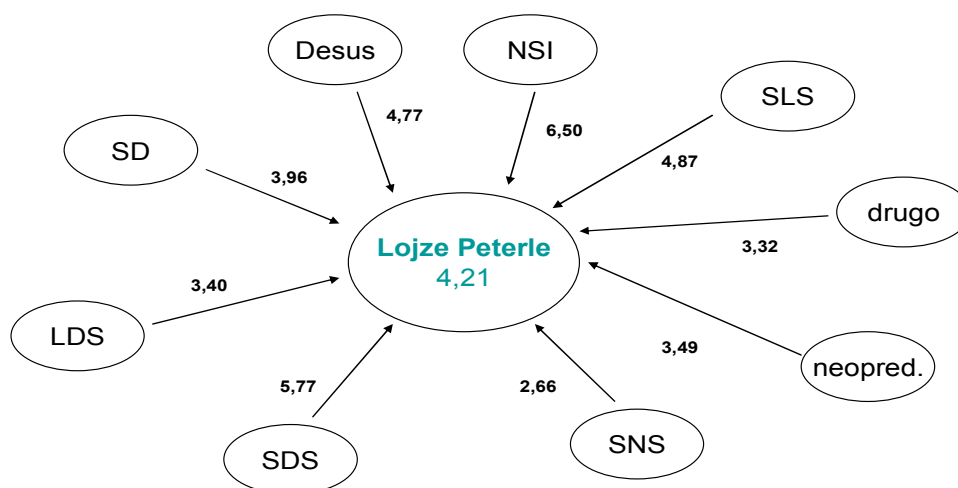 Desus
NSI
SLS
SD
4,77
6,50
4,87
3,96
drugo
Lojze Peterle
4,21
3,32
3,40
LDS
3,49
neopred.
5,77
2,66
SDS
SNS